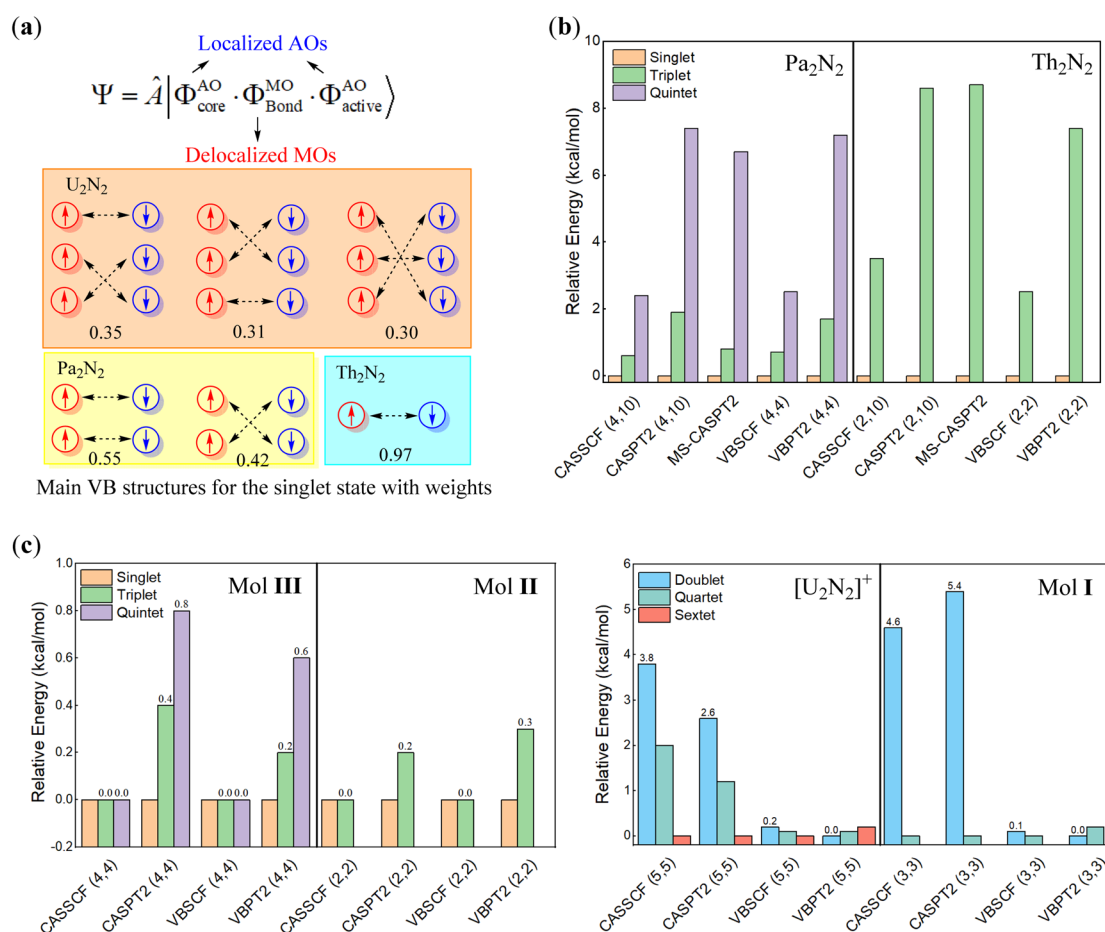 (a)
Localized AOs
Ψ = Â|Φ^AO_core · Φ^MO_Bond · Φ^AO_active⟩
Delocalized MOs
U₂N₂
0.35
0.31
0.30
Pa₂N₂
0.55
0.42
Th₂N₂
0.97
Main VB structures for the singlet state with weights
(b)
Singlet
Triplet
Quintet
Pa₂N₂
Th₂N₂
Relative Energy (kcal/mol)
10
8
6
4
2
0
CASSCF (4,10)
CASPT2 (4,10)
MS-CASPT2
VBSCF (4,4)
VBPT2 (4,4)
CASSCF (2,10)
CASPT2 (2,10)
MS-CASPT2
VBSCF (2,2)
VBPT2 (2,2)
(c)
Singlet
Triplet
Quintet
Mol III
Mol II
Relative Energy (kcal/mol)
1.0
0.8
0.6
0.4
0.2
0.0
-0.2
0.0 0.0
0.4
0.8
0.0 0.0
0.2
0.6
0.0
0.2
0.0
0.3
CASSCF (4,4)
CASPT2 (4,4)
VBSCF (4,4)
VBPT2 (4,4)
CASSCF (2,2)
CASPT2 (2,2)
VBSCF (2,2)
VBPT2 (2,2)
Doublet
Quartet
Sextet
[U₂N₂]⁺
Mol I
Relative Energy (kcal/mol)
6
5
4
3
2
1
0
3.8
2.6
0.2
0.0
4.6
5.4
0.1
0.0
CASSCF (5,5)
CASPT2 (5,5)
VBSCF (5,5)
VBPT2 (5,5)
CASSCF (3,3)
CASPT2 (3,3)
VBSCF (3,3)
VBPT2 (3,3)